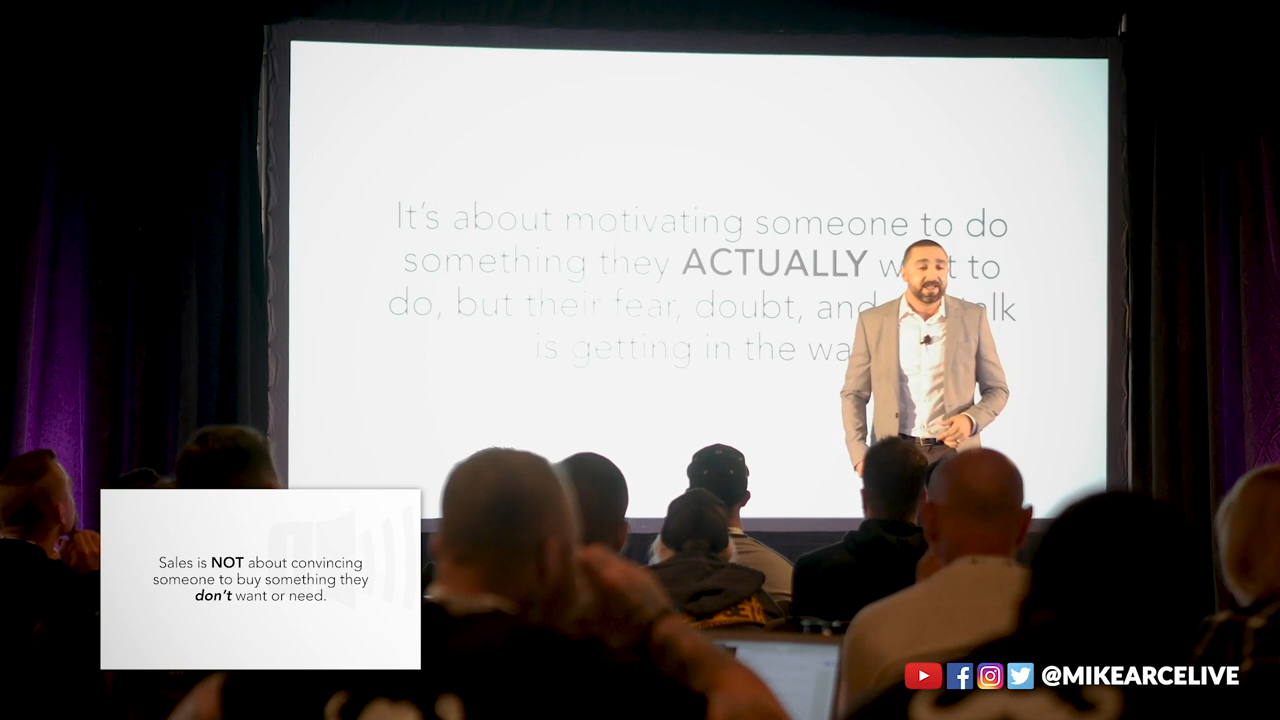 It's about motivating someone to do
something they ACTUALLY to
do, but their fear, doubt, and
is getting in the
Sales is NOT about convincing
someone to buy something they
don't want or need.
@MIKEARCELIVE